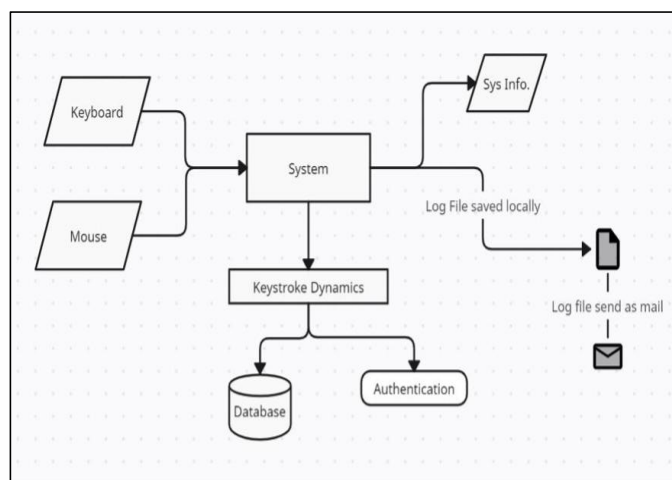 Keyboard
Sys Info.
System
Mouse
Log File saved locally
Keystroke Dynamics
Log file send as mail
Database
Authentication